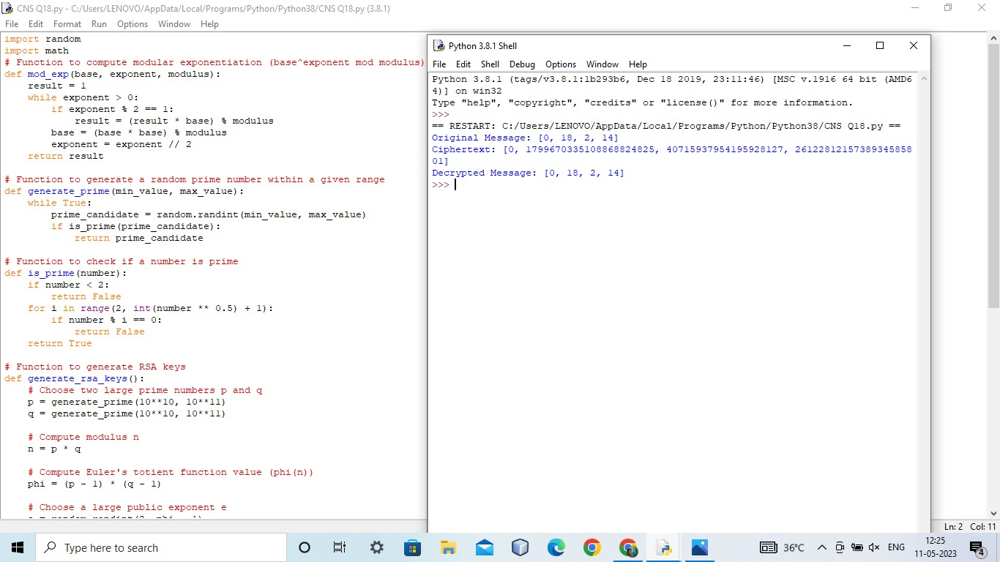 CNS Q18.py - C:/Users/LENOVO/AppData/Local/Programs/Python/Python38/CNS Q18.py (3.8.1)
File Edit Format Run Options Window Help
import random
import math
# Function to compute modular exponentiation (base^exponent mod modulus)
def mod_exp(base, exponent, modulus):
    result = 1
    while exponent > 0:
        if exponent % 2 == 1:
            result = (result * base) % modulus
        base = (base * base) % modulus
        exponent = exponent // 2
    return result
# Function to generate a random prime number within a given range
def generate_prime(min_value, max_value):
    while True:
        prime_candidate = random.randint(min_value, max_value)
        if is_prime(prime_candidate):
            return prime_candidate
# Function to check if a number is prime
def is_prime(number):
    if number < 2:
        return False
    for i in range(2, int(number ** 0.5) + 1):
        if number % i == 0:
            return False
    return True
# Function to generate RSA keys
def generate_rsa_keys():
    # Choose two large prime numbers p and q
    p = generate_prime(10**10, 10**11)
    q = generate_prime(10**10, 10**11)
    # Compute modulus n
    n = p * q
    # Compute Euler's totient function value (phi(n))
    phi = (p - 1) * (q - 1)
    # Choose a large public exponent e
Python 3.8.1 Shell
File Edit Shell Debug Options Window Help
Python 3.8.1 (tags/v3.8.1:1b293b6, Dec 18 2019, 23:11:46) [MSC v.1916 64 bit (AMD6
4)] on win32
Type "help", "copyright", "credits" or "license()" for more information.
>>>
== RESTART: C:/Users/LENOVO/AppData/Local/Programs/Python/Python38/CNS Q18.py ==
Original Message: [0, 18, 2, 14]
Ciphertext: [0, 1799670335108868824825, 40715937954195928127, 26122812157389345858
01]
Decrypted Message: [0, 18, 2, 14]
>>>
Ln: 2 Col: 11
Type here to search
36°C
ENG
12:25
11-05-2023
4